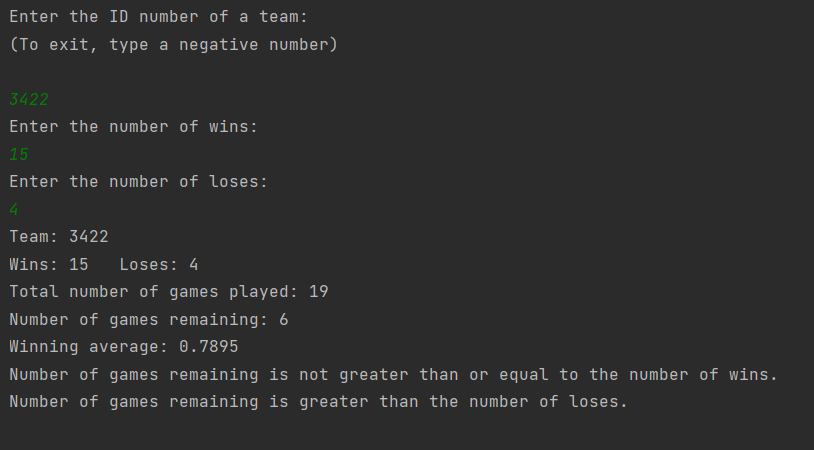 Enter the ID number of a team:
(To exit, type a negative number)
3422
Enter the number of wins:
15
Enter the number of loses:
4
Team: 3422
Wins: 15   Loses: 4
Total number of games played: 19
Number of games remaining: 6
Winning average: 0.7895
Number of games remaining is not greater than or equal to the number of wins.
Number of games remaining is greater than the number of loses.